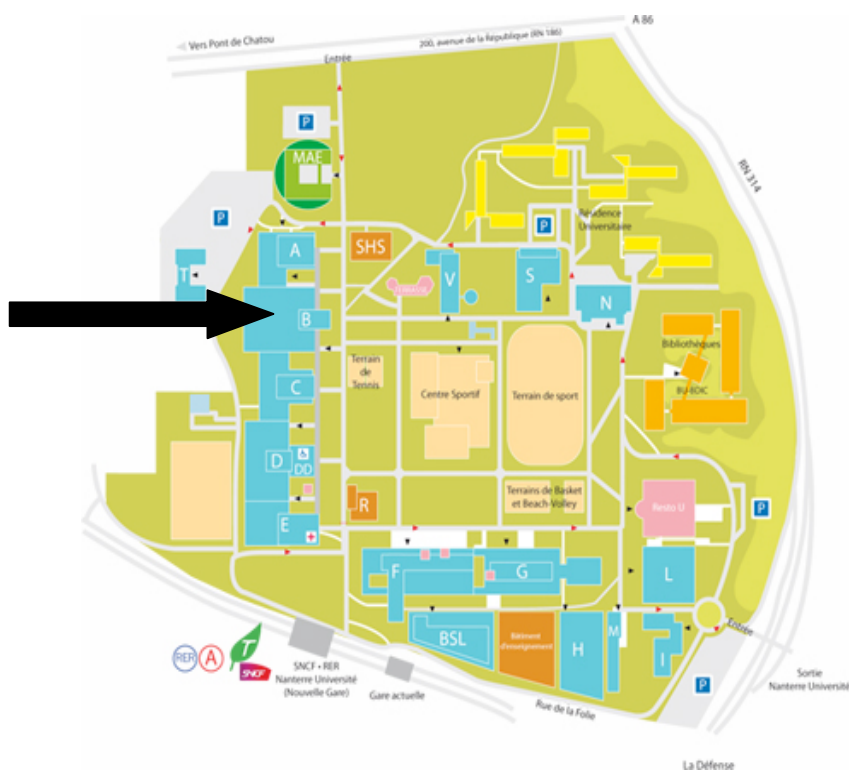 A 86
Vers Pont de Chatou
200, avenue de la République (RN 186)
Entrée
P
MAE
RN 314
P
Résidence
Universitaire
P
A
SHS
T
V
S
N
B
Bibliothèques
Terrain
de
Tennis
Centre Sportif
Terrain de sport
BU-BDIC
C
D
DD
Terrains de Basket
et Beach-Volley
R
Resto U
P
E
F
G
L
BSL
Bâtiment
d'enseignement
H
M
I
Entrée
RER
A
T
SNCF
SNCF • RER
Nanterre Université
(Nouvelle Gare)
Gare actuelle
P
Sortie
Nanterre Université
Rue de la Folie
La Défense